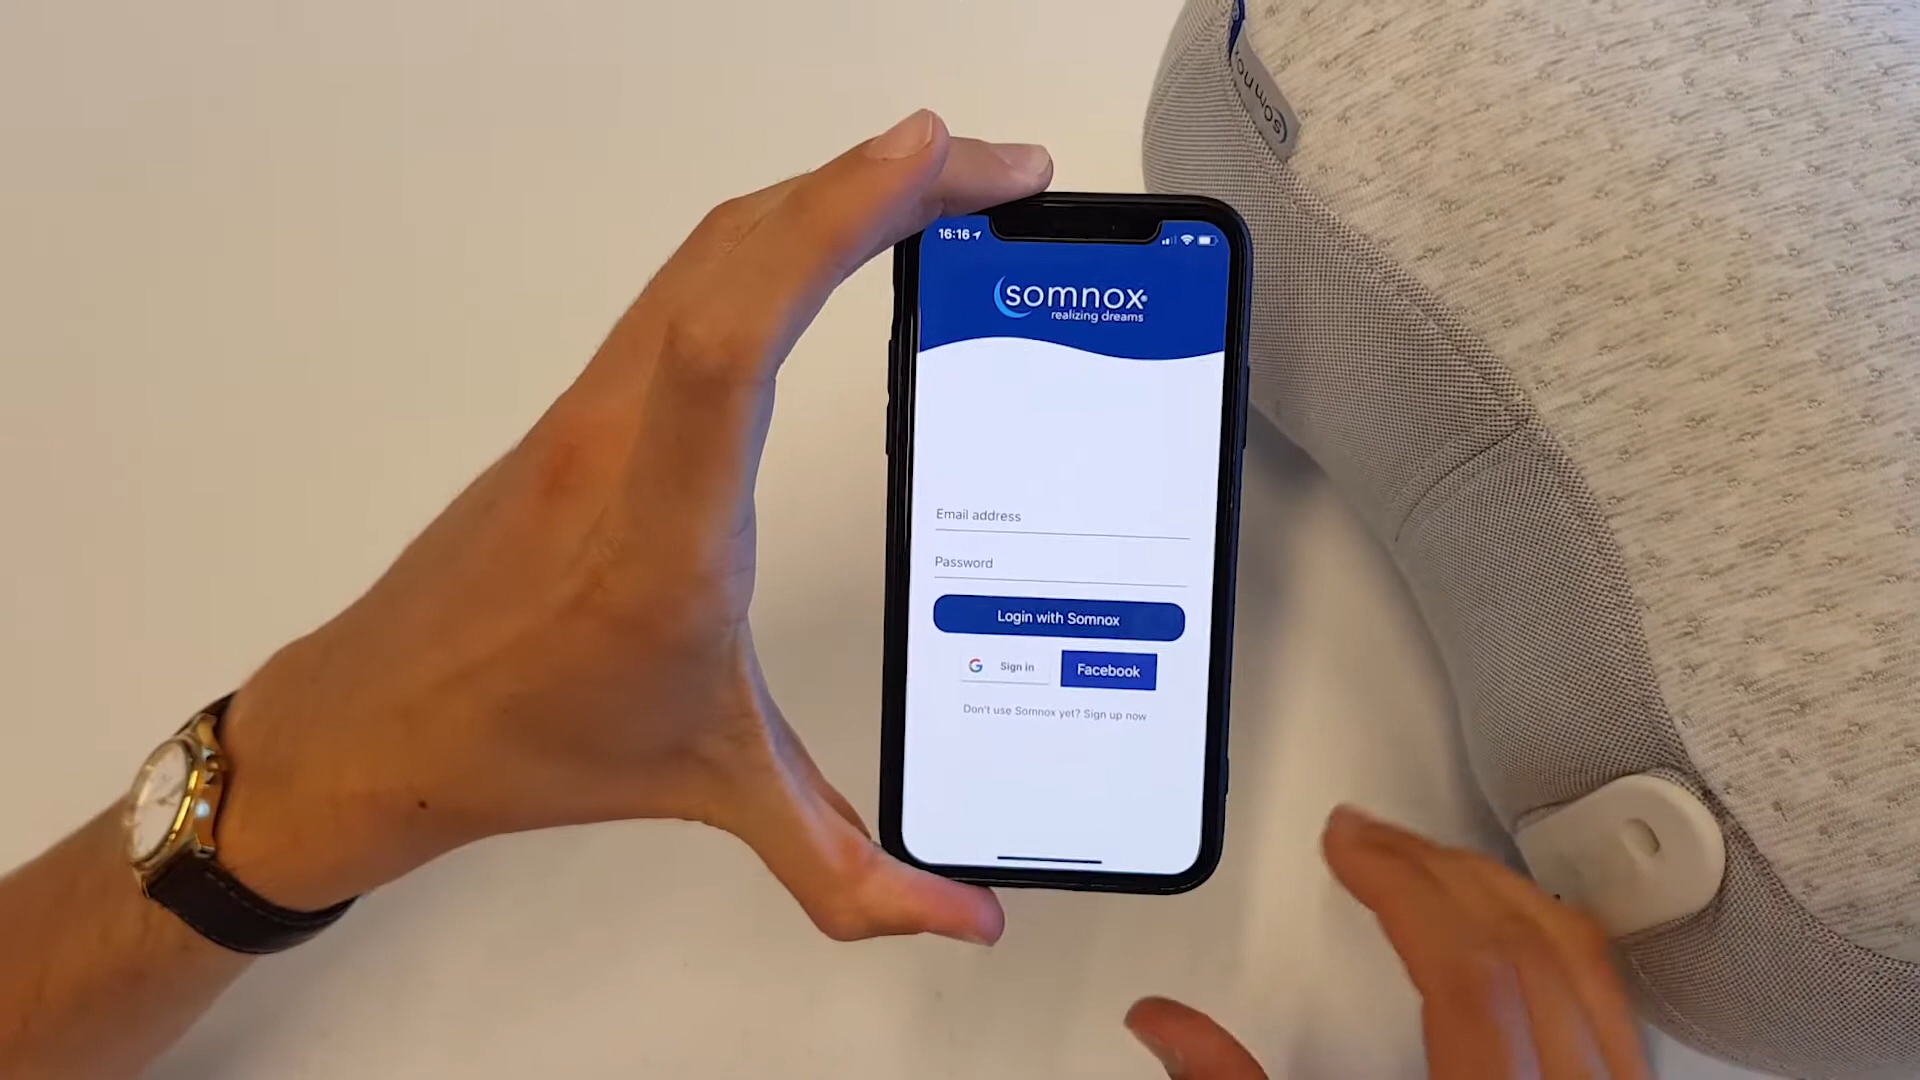 somnox
16:16
somnox®
realizing dreams
Email address
Password
Login with Somnox
Sign in
Facebook
Don't use Somnox yet? Sign up now